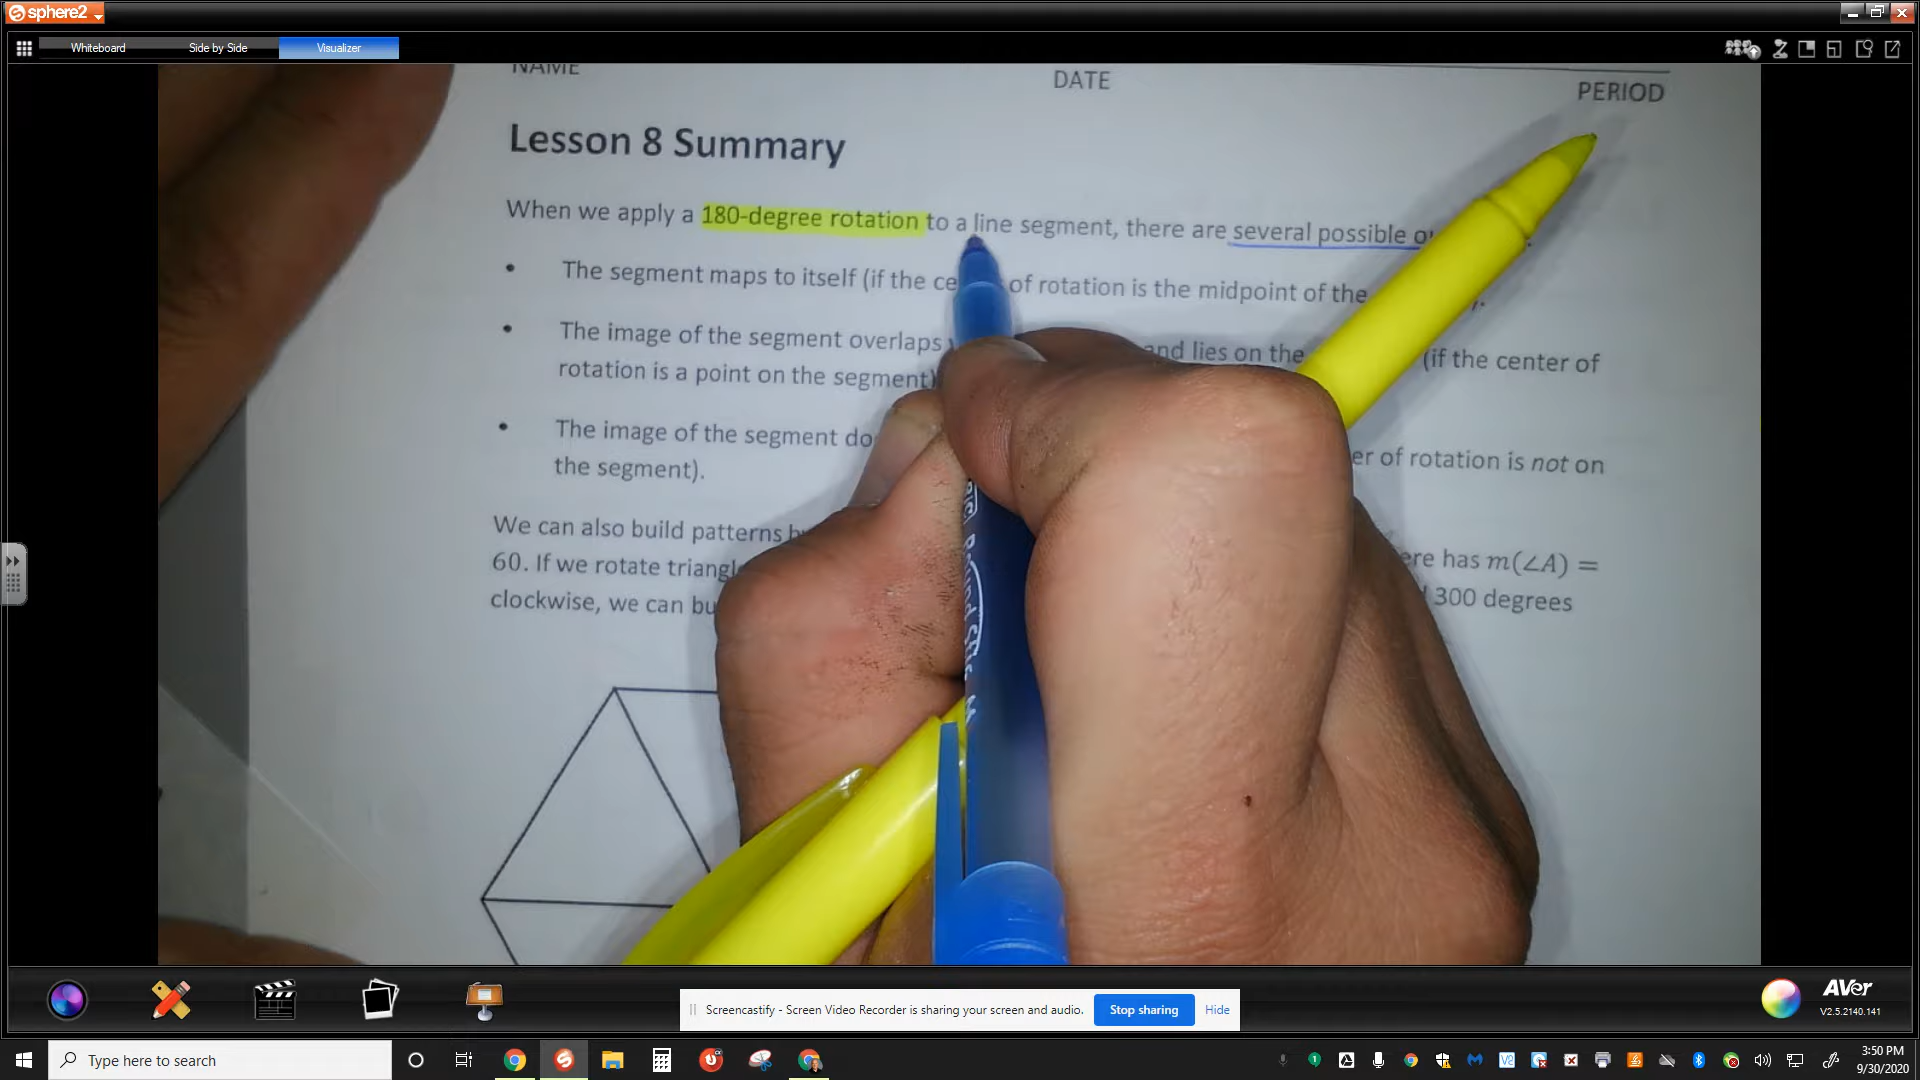 sphere2
Whiteboard Side by Side Visualizer
NAME DATE PERIOD
Lesson 8 Summary
When we apply a 180-degree rotation to a line segment, there are several possible
• The segment maps to itself (if the of rotation is the midpoint of the
• The image of the segment overlaps and lies on the (if the center of
rotation is a point on the segment)
• The image of the segment of rotation is not on
the segment).
We can also build patterns has m(∠A) =
60. If we rotate 300 degrees
clockwise, we can
Screencastify - Screen Video Recorder is sharing your screen and audio. Stop sharing Hide
AVer
V2.5.2140.141
Type here to search
3:50 PM
9/30/2020